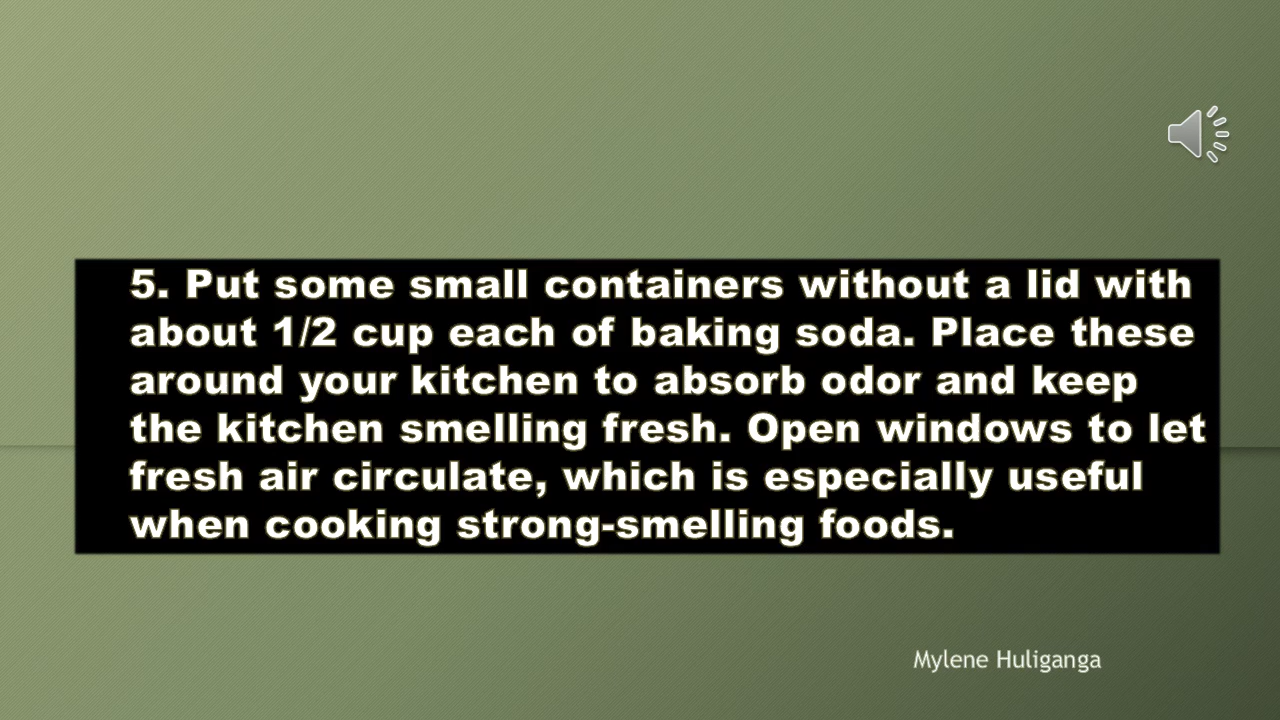 5. Put some small containers without a lid with
about 1/2 cup each of baking soda. Place these
around your kitchen to absorb odor and keep
the kitchen smelling fresh. Open windows to let
fresh air circulate, which is especially useful
when cooking strong-smelling foods.
Mylene Huliganga